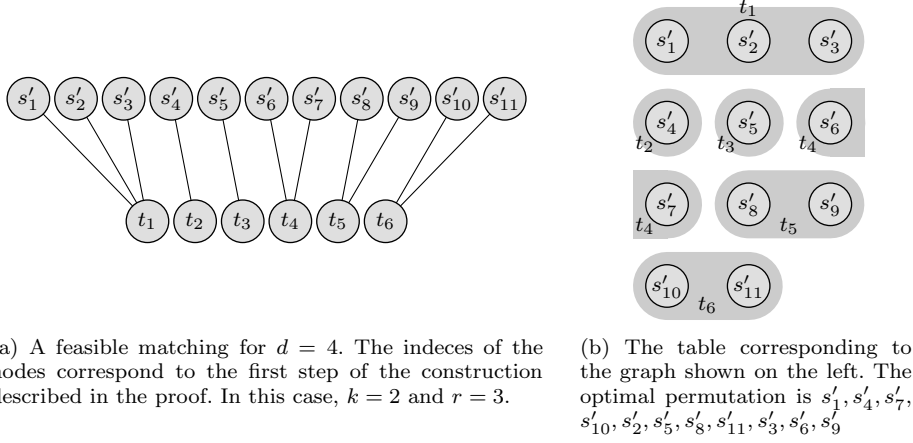 s′1 s′2 s′3 s′4 s′5 s′6 s′7 s′8 s′9 s′10 s′11
t1 t2 t3 t4 t5 t6
a) A feasible matching for d = 4. The indeces of the
nodes correspond to the first step of the construction
described in the proof. In this case, k = 2 and r = 3.
t1
s′1 s′2 s′3
s′4 s′5 s′6
t2 t3 t4
s′7 s′8 s′9
t4 t5
s′10 s′11
t6
(b) The table corresponding to
the graph shown on the left. The
optimal permutation is s′1, s′4, s′7,
s′10, s′2, s′5, s′8, s′11, s′3, s′6, s′9